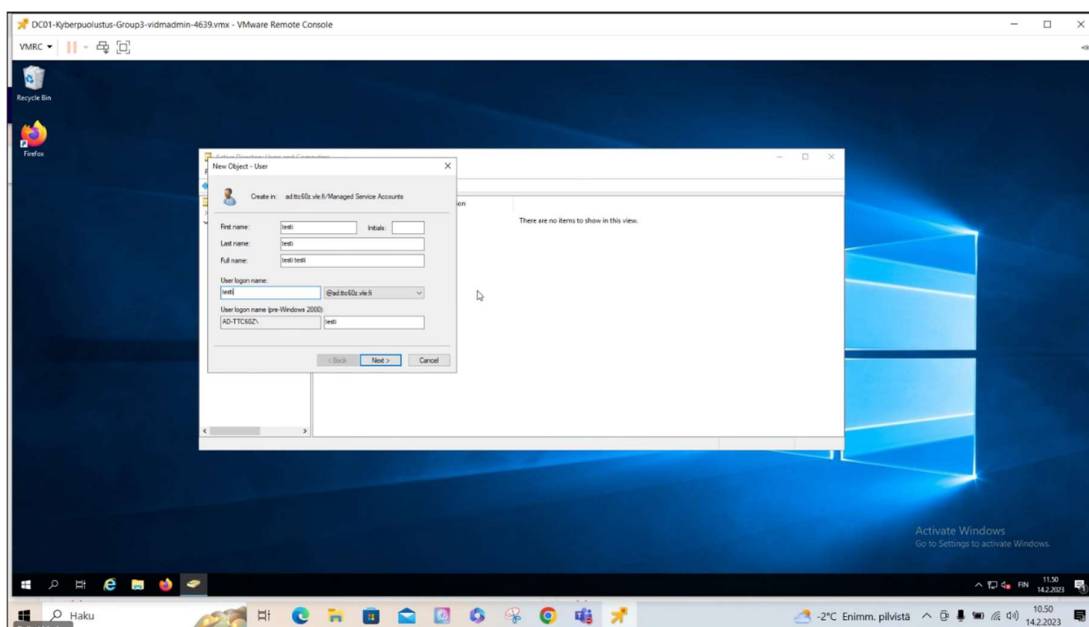 DC01-Kyberpuolustus-Group3-vidmadmin-4639.vmx - VMware Remote Console
VMRC
Recycle Bin
Firefox
New Object - User
Create in: ad.ttc60z.vle.fi/Managed Service Accounts
First name: testi Initials:
Last name: testi
Full name: testi testi
User logon name:
testi @ad.ttc60z.vle.fi
User logon name (pre-Windows 2000):
AD-TTC60Z\ testi
< Back Next > Cancel
There are no items to show in this view.
Activate Windows
Go to Settings to activate Windows.
FIN 11.50
14.2.2023
Haku
-2°C Enimm. pilvistä 10.50
14.2.2023